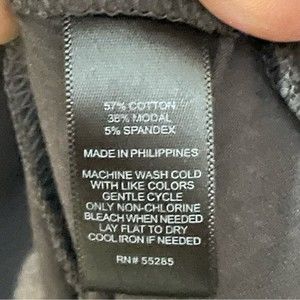 57% COTTON
38% MODAL
5% SPANDEX
MADE IN PHILIPPINES
MACHINE WASH COLD
WITH LIKE COLORS
GENTLE CYCLE
ONLY NON-CHLORINE
BLEACH WHEN NEEDED
LAY FLAT TO DRY
COOL IRON IF NEEDED
RN# 55285